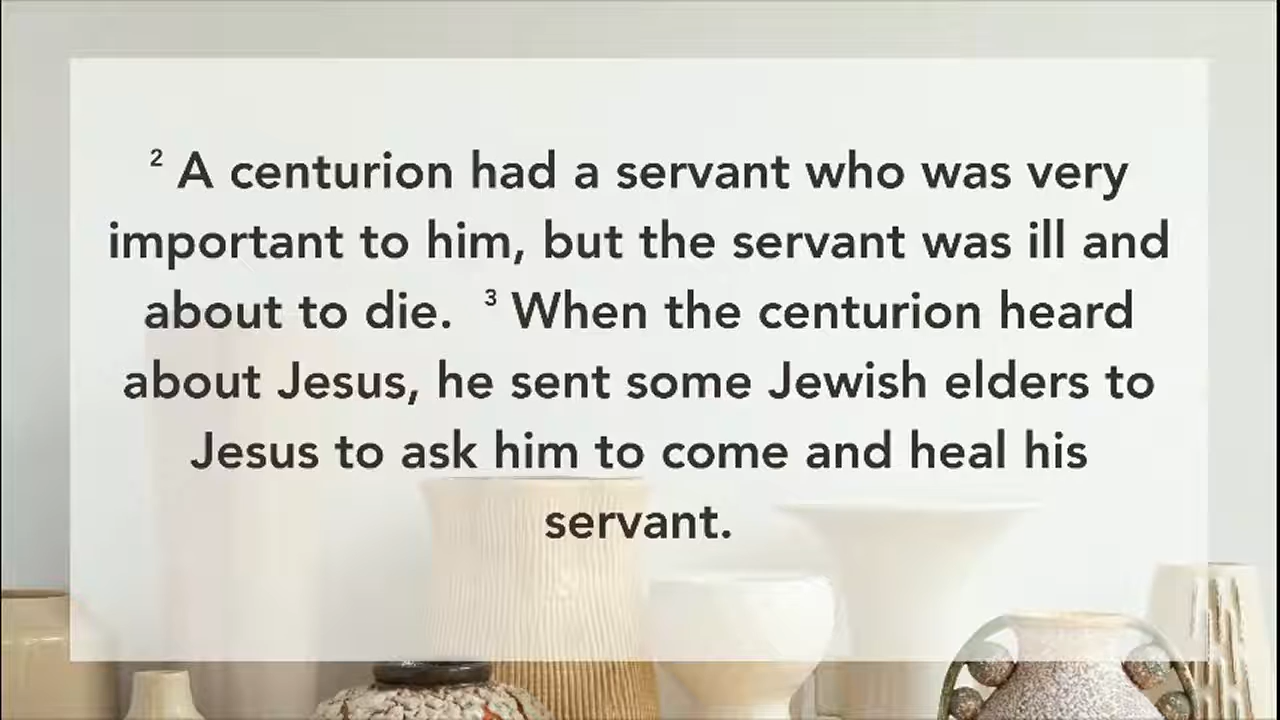 ² A centurion had a servant who was very
important to him, but the servant was ill and
about to die. ³ When the centurion heard
about Jesus, he sent some Jewish elders to
Jesus to ask him to come and heal his
servant.